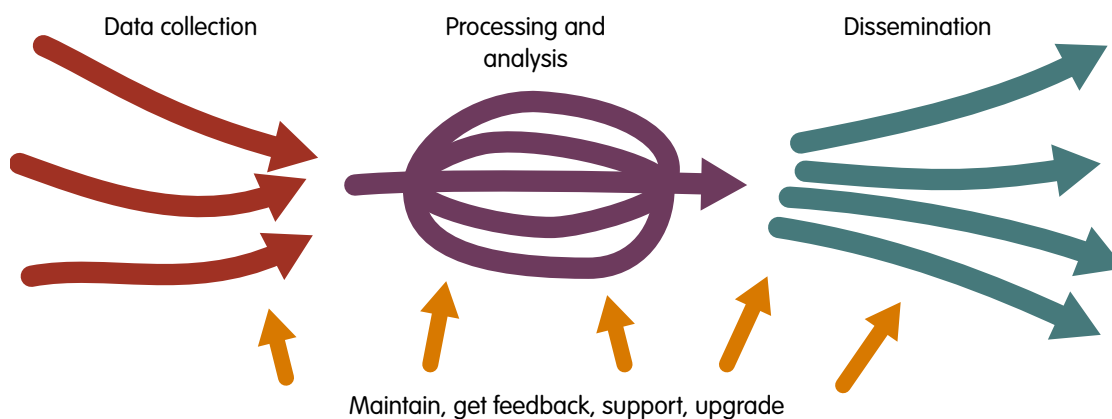 Data collection
Processing and
analysis
Dissemination
Maintain, get feedback, support, upgrade